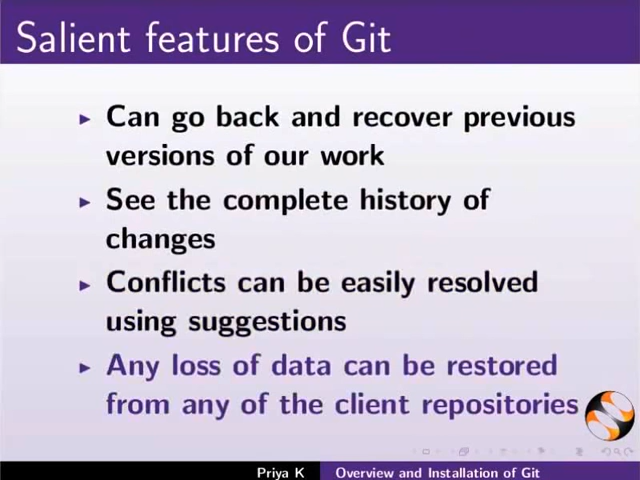 Salient features of Git
Can go back and recover previous
versions of our work
See the complete history of
changes
Conflicts can be easily resolved
using suggestions
Any loss of data can be restored
from any of the client repositories
Priya K
Overview and Installation of Git